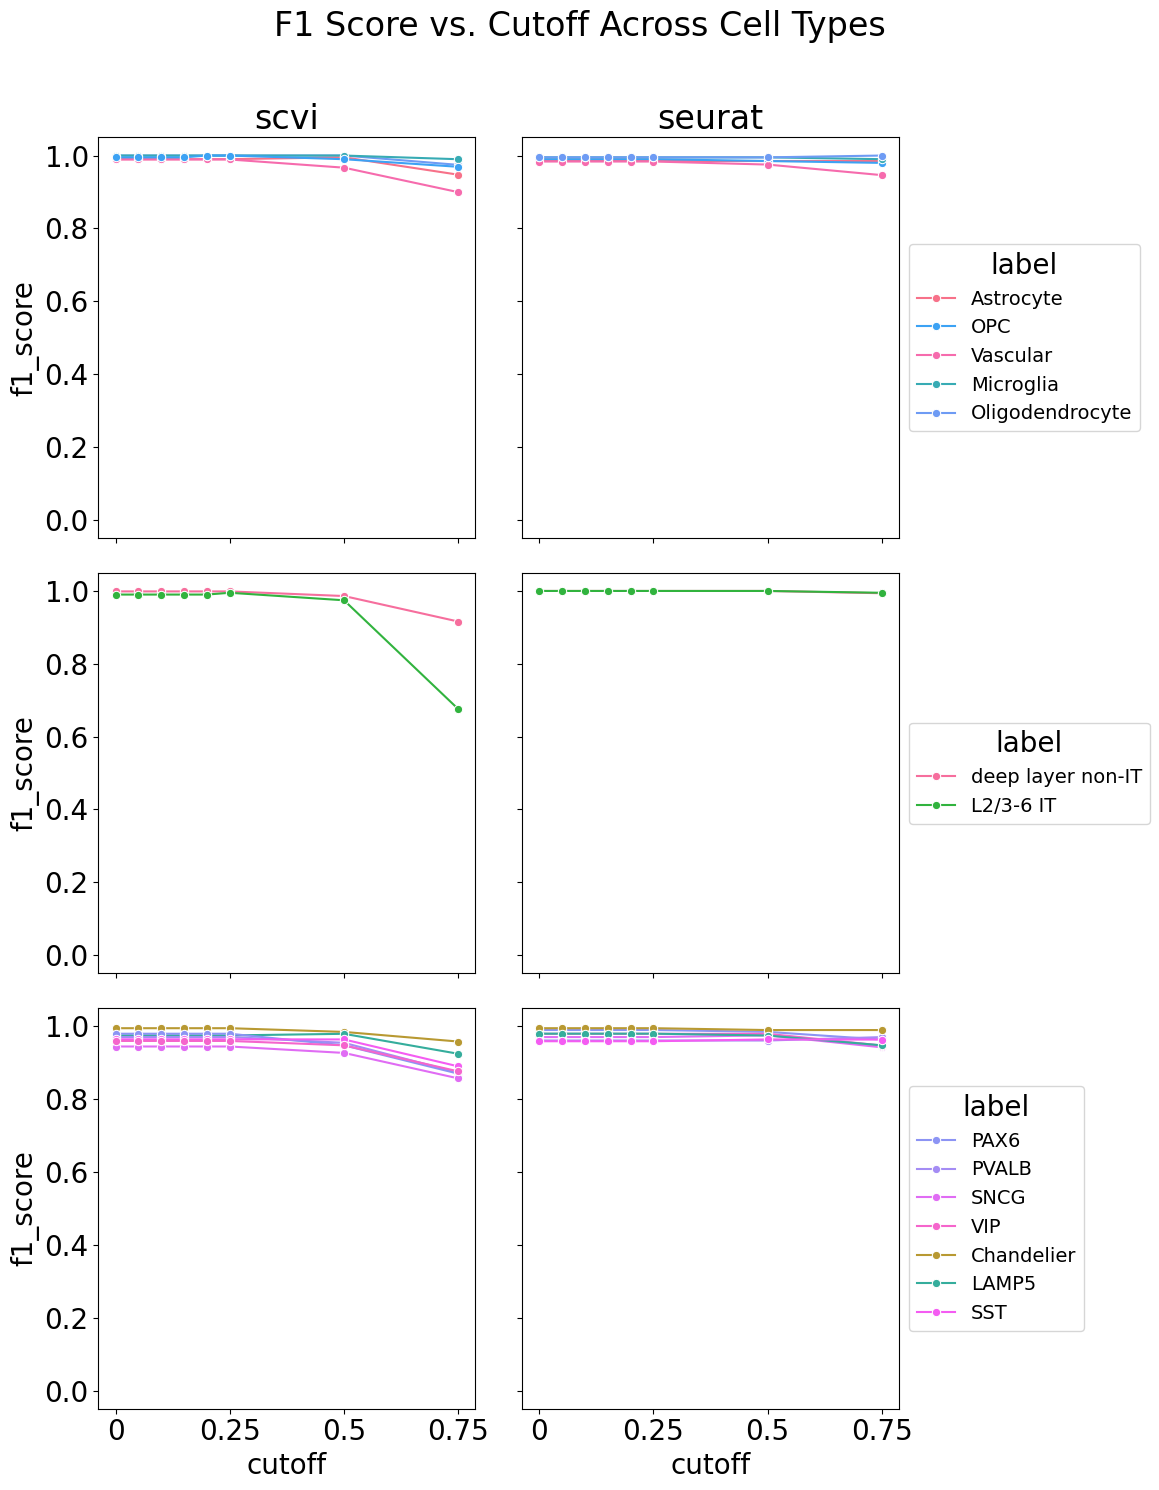 F1 Score vs. Cutoff Across Cell Types
scvi
seurat
1.0
0.8
0.6
0.4
0.2
0.0
f1_score
label
Astrocyte
OPC
Vascular
Microglia
Oligodendrocyte
1.0
0.8
0.6
0.4
0.2
0.0
f1_score
label
deep layer non-IT
L2/3-6 IT
1.0
0.8
0.6
0.4
0.2
0.0
f1_score
label
PAX6
PVALB
SNCG
VIP
Chandelier
LAMP5
SST
0 0.25 0.5 0.75
cutoff
0 0.25 0.5 0.75
cutoff